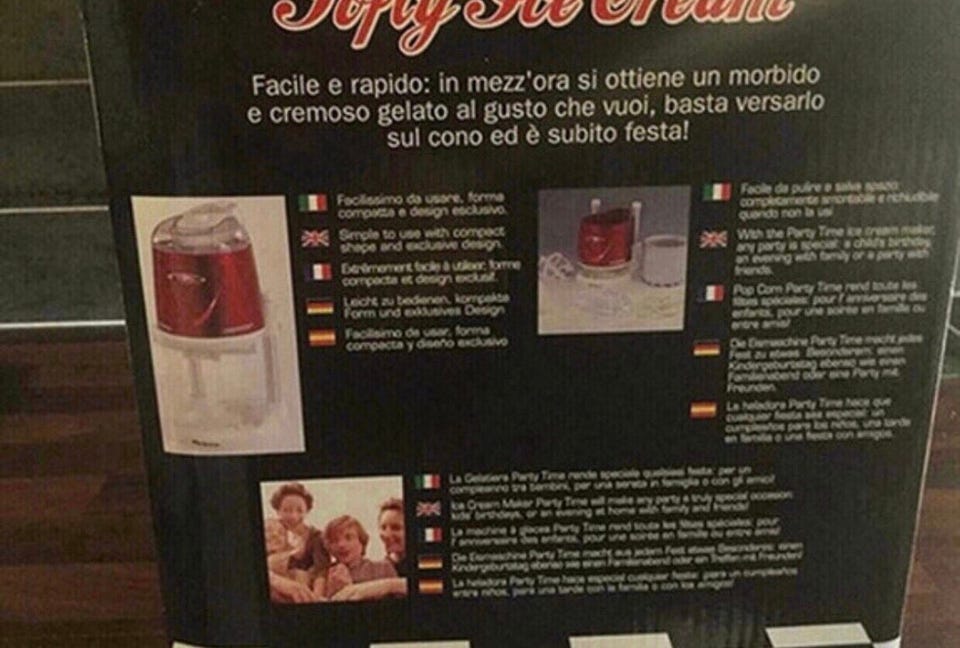 Sofly Ice Cream
Facile e rapido: in mezz'ora si ottiene un morbido
e cremoso gelato al gusto che vuoi, basta versarlo
sul cono ed è subito festa!
Facilissimo da usare, forma
compatta e design esclusivo.
Simple to use with compact
shape and exclusive design.
Extrêmement facile à utiliser, forme
compacte et design exclusif.
Leicht zu bedienen, kompakte
Form und exklusives Design
Facilísimo de usar, forma
compacta y diseño exclusivo
Facile da pulire e salva spazio
completamente smontabile e richiudibile
quando non la usi
With the Party Time ice cream maker,
any party is special: a child's birthday,
an evening with family or a party with
friends.
Pop Corn Party Time rend toute les
fêtes spéciales: pour l' anniversaire des
enfants, pour une soirée en famille ou
entre amis!
Die Eismaschine Party Time macht jedes
Fest zu etwas Besonderem: einen
Kindergeburtstag ebenso wie einen
Familienabend oder eine Party mit
Freunden.
La heladora Party Time hace que
cualquier fiesta sea especial: un
cumpleaños para los niños, una tarde
en familia o una fiesta con amigos.
La Gelatiera Party Time rende speciale qualsiasi festa: per un
compleanno tra bambini, per una serata in famiglia o con gli amici!
Ice Cream Maker Party Time will make any party a truly special occasion:
kids' birthdays, or an evening at home with family and friends!
La machine à glaces Party Time rend toute les fêtes spéciales: pour
l' anniversaire des enfants, pour une soirée en famille ou entre amis!
Die Eismaschine Party Time macht aus jedem Fest etwas Besonderes: einen
Kindergeburtstag ebenso wie einen Familienabend oder ein Treffen mit Freunden!
La heladora Party Time hace especial cualquier fiesta: para un cumpleaños
entre niños, para una tarde con la familia o con los amigos!